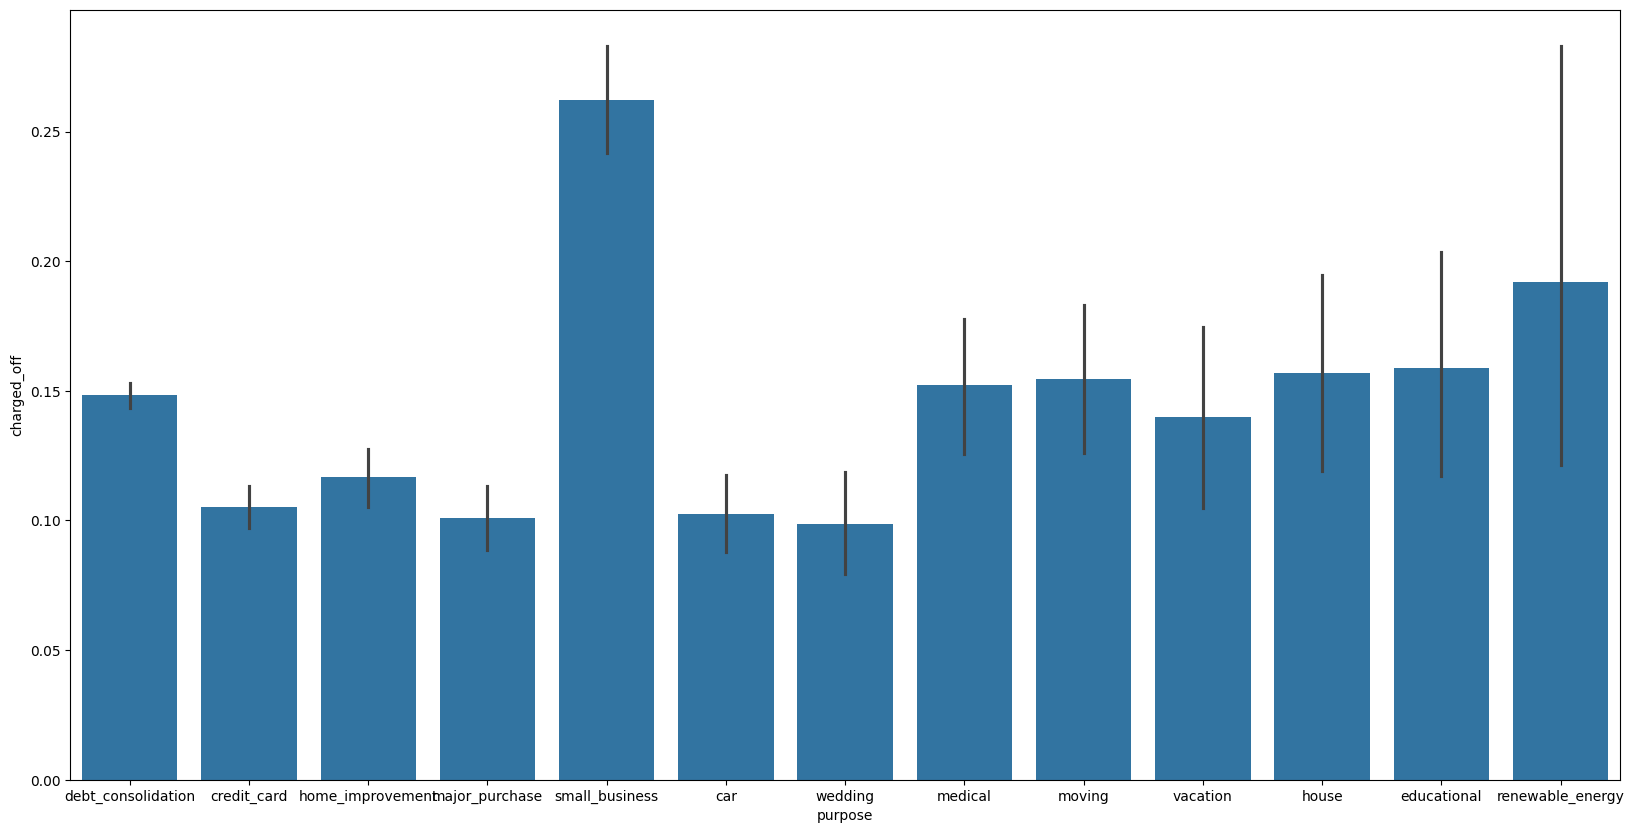 charged_off
0.25
0.20
0.15
0.10
0.05
0.00
debt_consolidation credit_card home_improvement major_purchase small_business car wedding medical moving vacation house educational renewable_energy
purpose